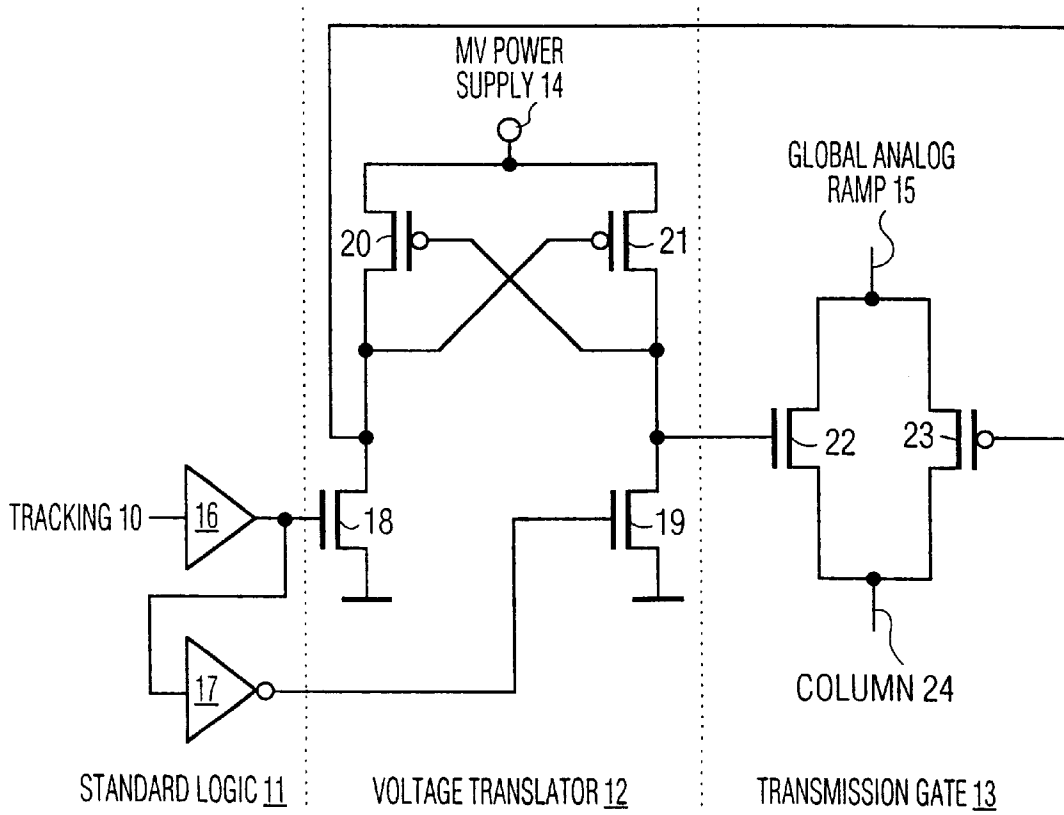 MV POWER
SUPPLY 14
GLOBAL ANALOG
RAMP 15
20
21
22
23
TRACKING 10
16
18
19
17
COLUMN 24
STANDARD LOGIC 11
VOLTAGE TRANSLATOR 12
TRANSMISSION GATE 13